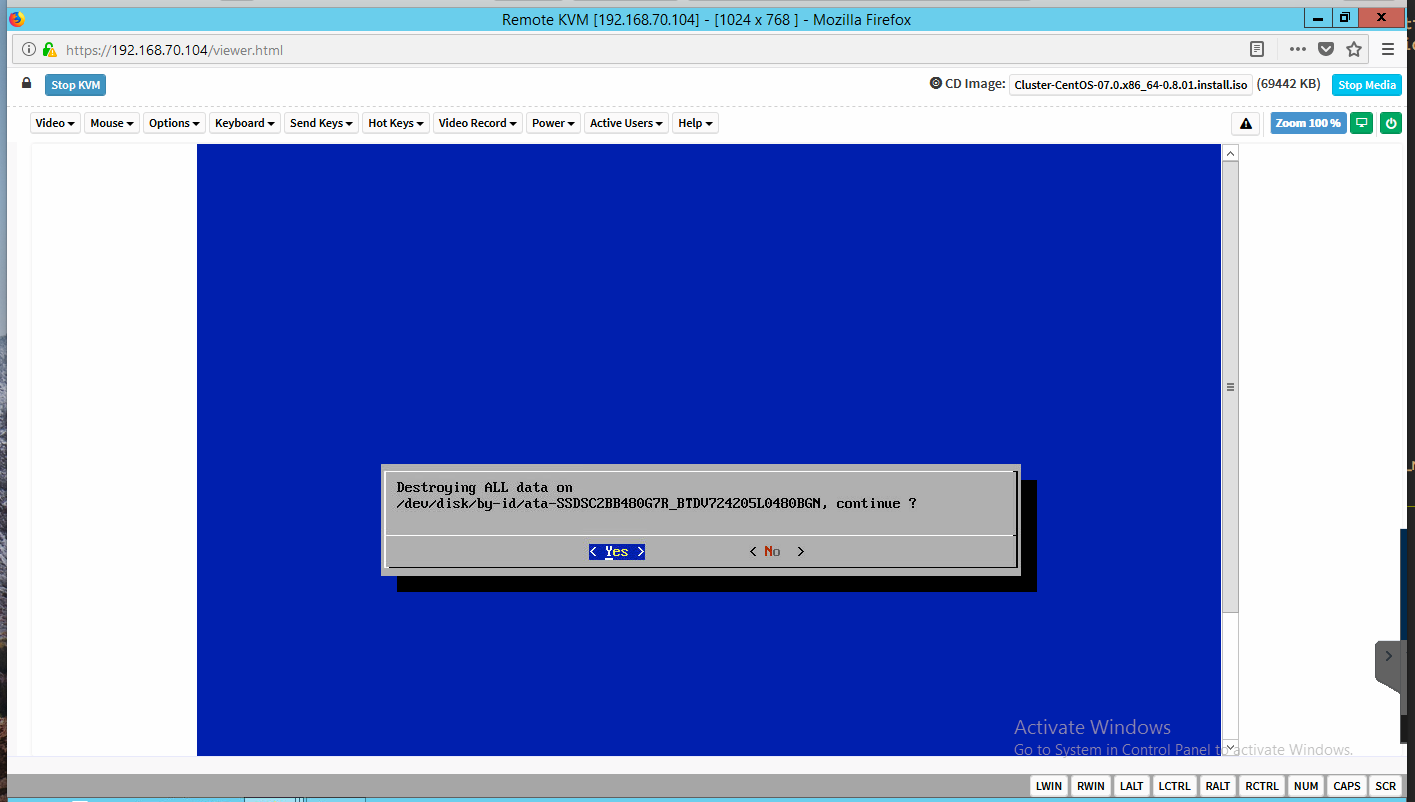 Remote KVM [192.168.70.104] - [1024 x 768 ] - Mozilla Firefox
https://192.168.70.104/viewer.html
Stop KVM
CD Image: Cluster-CentOS-07.0.x86_64-0.8.01.install.iso (69442 KB) Stop Media
Video Mouse Options Keyboard Send Keys Hot Keys Video Record Power Active Users Help Zoom 100 %
Destroying ALL data on
/dev/disk/by-id/ata-SSDSC2BB480G7R_BTDV724205L0480BGN, continue ?
< Yes > < No >
Activate Windows
Go to System in Control Panel to activate Windows.
LWIN RWIN LALT LCTRL RALT RCTRL NUM CAPS SCR